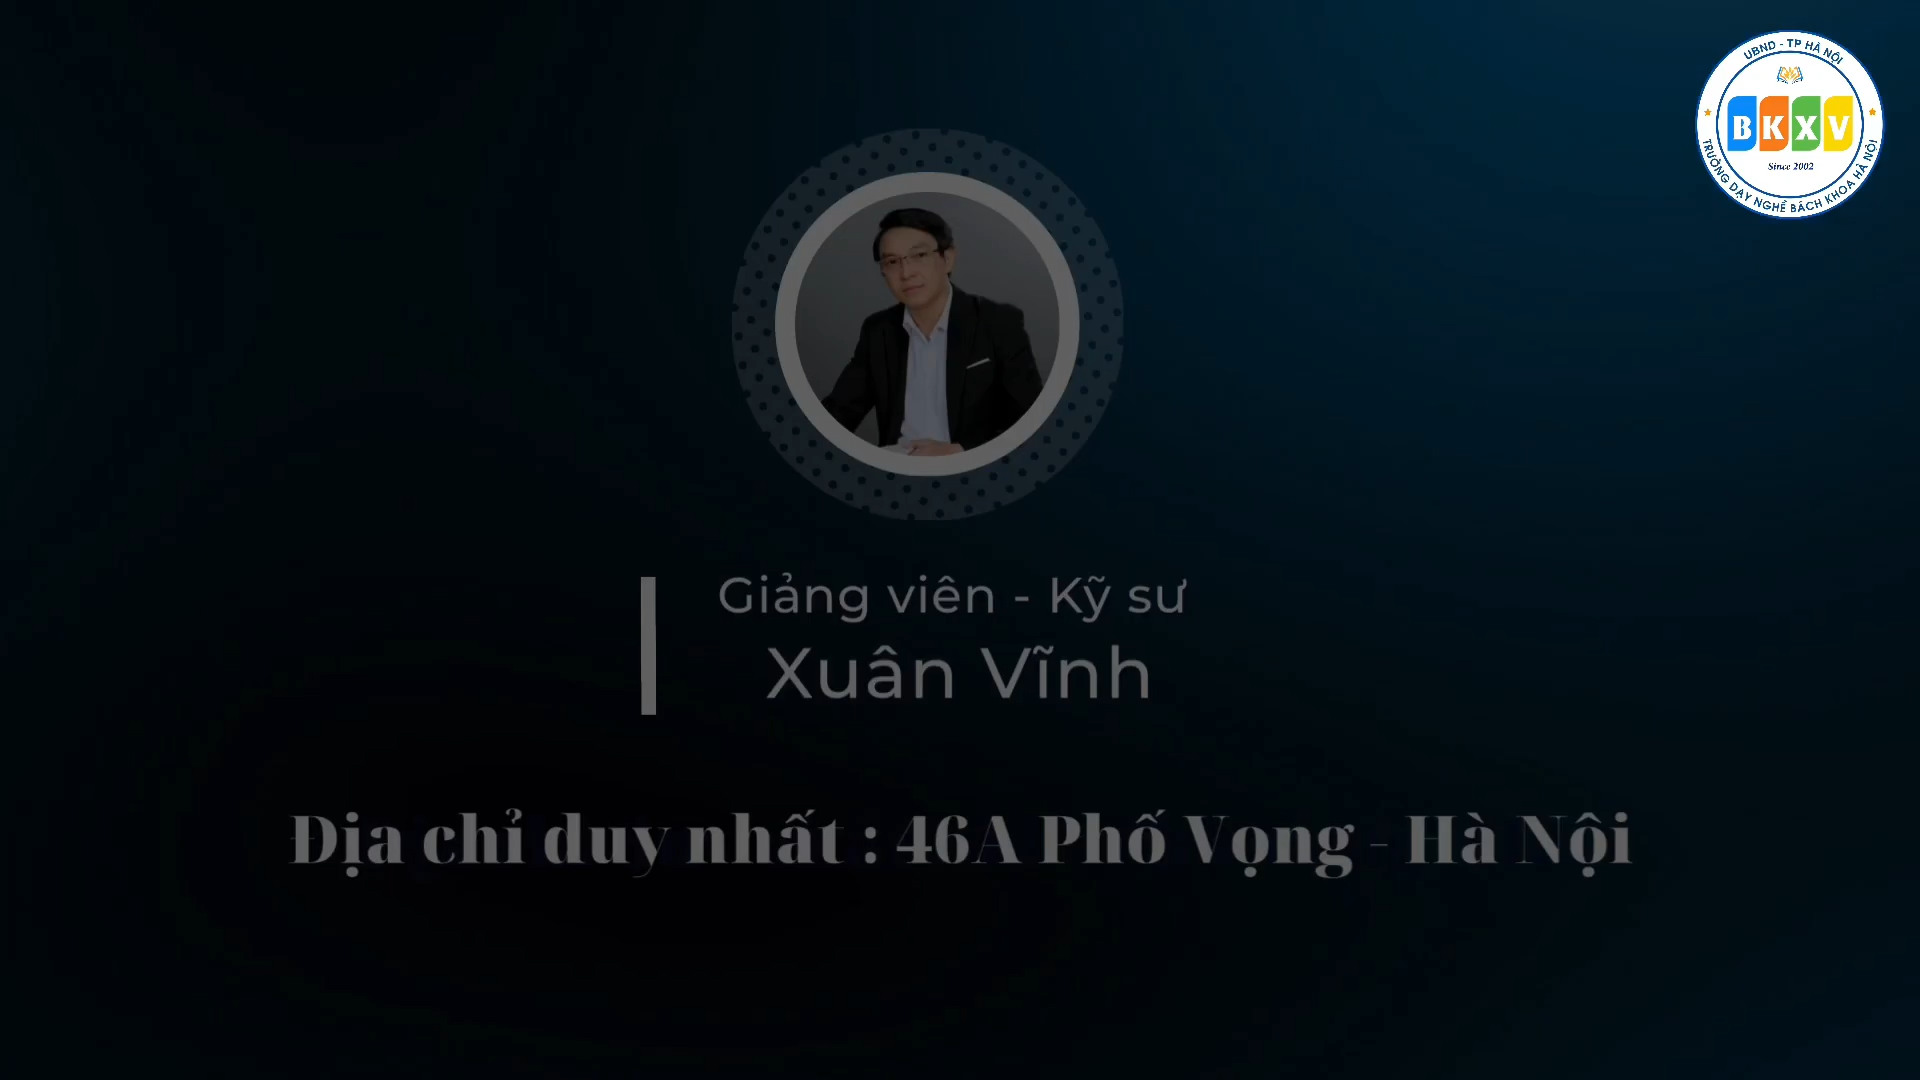 UBND - TP HÀ NỘI
BKXV
Since 2002
TRƯỜNG DẠY NGHỀ BÁCH KHOA HÀ NỘI
Giảng viên - Kỹ sư
Xuân Vĩnh
Địa chỉ duy nhất : 46A Phố Vọng - Hà Nội